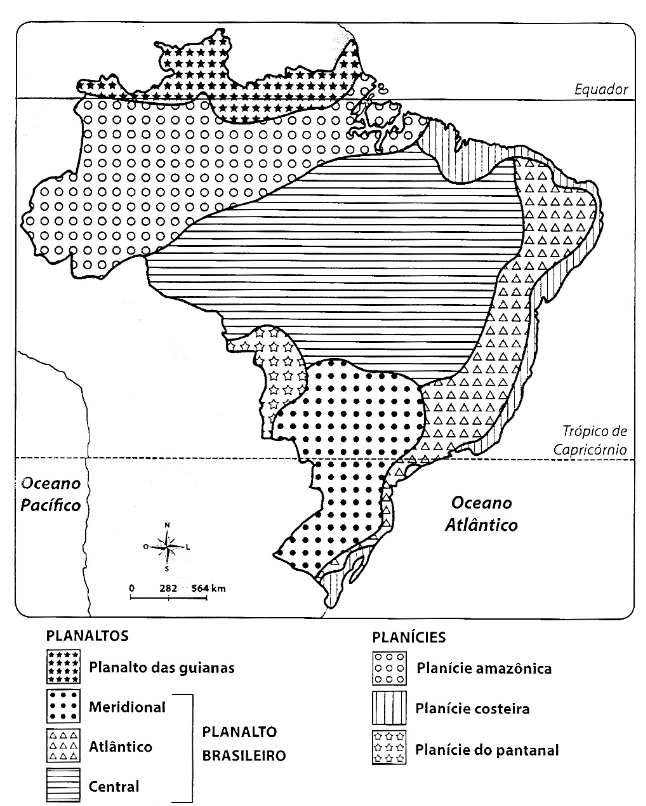 Equador
Trópico de
Capricórnio
Oceano
Pacífico
Oceano
Atlântico
N
O L
S
0 282 564 km
PLANALTOS
Planalto das guianas
Meridional
Atlântico
Central
PLANALTO
BRASILEIRO
PLANÍCIES
Planície amazônica
Planície costeira
Planície do pantanal